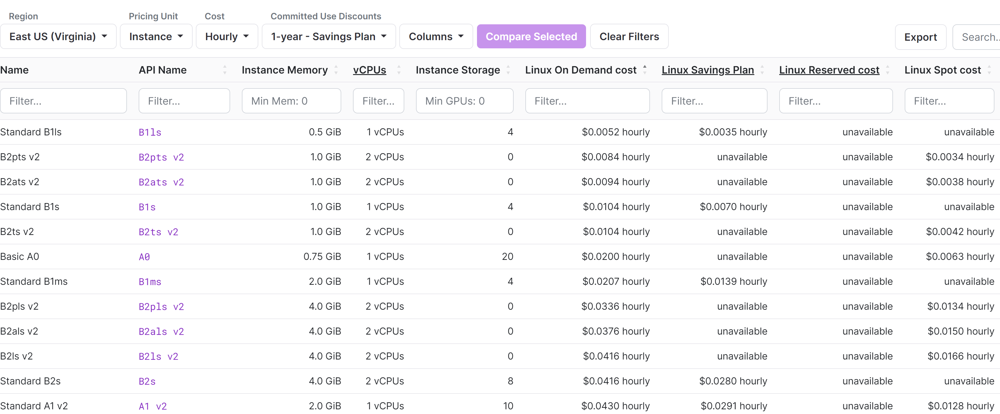 Region Pricing Unit Cost Committed Use Discounts
East US (Virginia) Instance Hourly 1-year - Savings Plan Columns Compare Selected Clear Filters Export Search..
Name API Name Instance Memory vCPUs Instance Storage Linux On Demand cost Linux Savings Plan Linux Reserved cost Linux Spot cost
Filter... Filter... Min Mem: 0 Filter... Min GPUs: 0 Filter... Filter... Filter... Filter...
Standard B1ls B1ls 0.5 GiB 1 vCPUs 4 $0.0052 hourly $0.0035 hourly unavailable unavailable
B2pts v2 B2pts v2 1.0 GiB 2 vCPUs 0 $0.0084 hourly unavailable unavailable $0.0034 hourly
B2ats v2 B2ats v2 1.0 GiB 2 vCPUs 0 $0.0094 hourly unavailable unavailable $0.0038 hourly
Standard B1s B1s 1.0 GiB 1 vCPUs 4 $0.0104 hourly $0.0070 hourly unavailable unavailable
B2ts v2 B2ts v2 1.0 GiB 2 vCPUs 0 $0.0104 hourly unavailable unavailable $0.0042 hourly
Basic A0 A0 0.75 GiB 1 vCPUs 20 $0.0200 hourly unavailable unavailable $0.0063 hourly
Standard B1ms B1ms 2.0 GiB 1 vCPUs 4 $0.0207 hourly $0.0139 hourly unavailable unavailable
B2pls v2 B2pls v2 4.0 GiB 2 vCPUs 0 $0.0336 hourly unavailable unavailable $0.0134 hourly
B2als v2 B2als v2 4.0 GiB 2 vCPUs 0 $0.0376 hourly unavailable unavailable $0.0150 hourly
B2ls v2 B2ls v2 4.0 GiB 2 vCPUs 0 $0.0416 hourly unavailable unavailable $0.0166 hourly
Standard B2s B2s 4.0 GiB 2 vCPUs 8 $0.0416 hourly $0.0280 hourly unavailable unavailable
Standard A1 v2 A1 v2 2.0 GiB 1 vCPUs 10 $0.0430 hourly $0.0291 hourly unavailable $0.0128 hourly